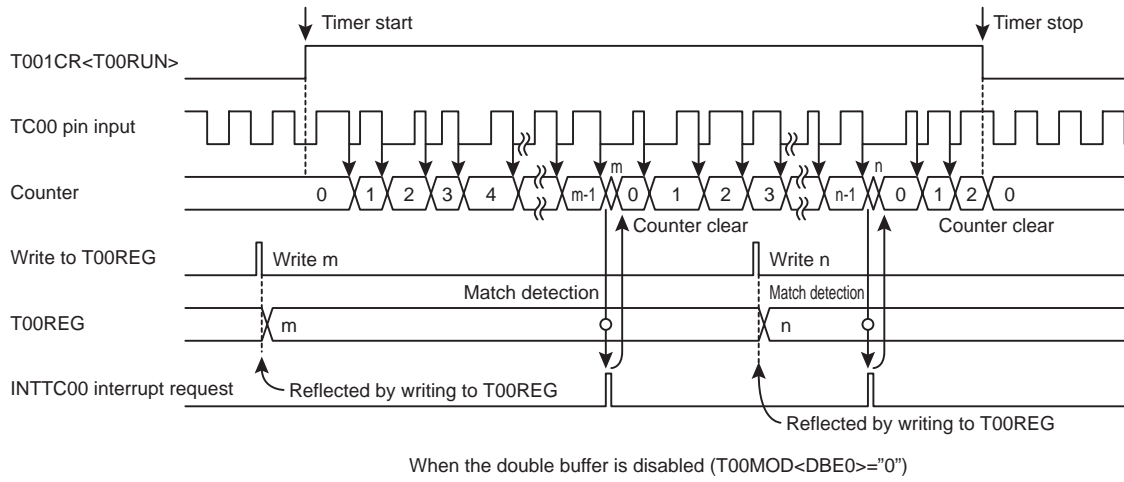 Timer start
Timer stop
T001CR<T00RUN>
TC00 pin input
m
n
Counter
0 1 2 3 4 m-1 0 1 2 3 n-1 0 1 2 0
Counter clear
Counter clear
Write to T00REG
Write m
Write n
Match detection
Match detection
T00REG
m
n
INTTC00 interrupt request
Reflected by writing to T00REG
Reflected by writing to T00REG
When the double buffer is disabled (T00MOD<DBE0>="0")